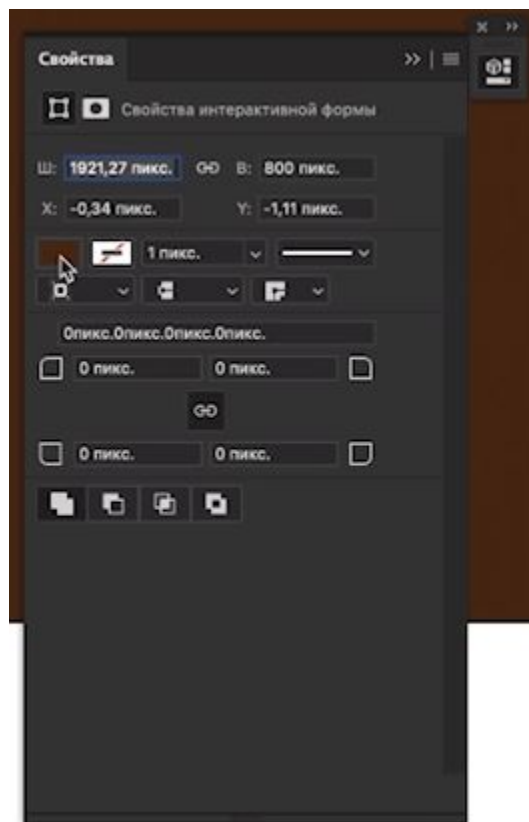 Свойства
Свойства интерактивной формы
Ш: 1921,27 пикс. В: 800 пикс.
X: -0,34 пикс. Y: -1,11 пикс.
1 пикс.
0пикс.0пикс.0пикс.0пикс.
0 пикс. 0 пикс.
0 пикс. 0 пикс.